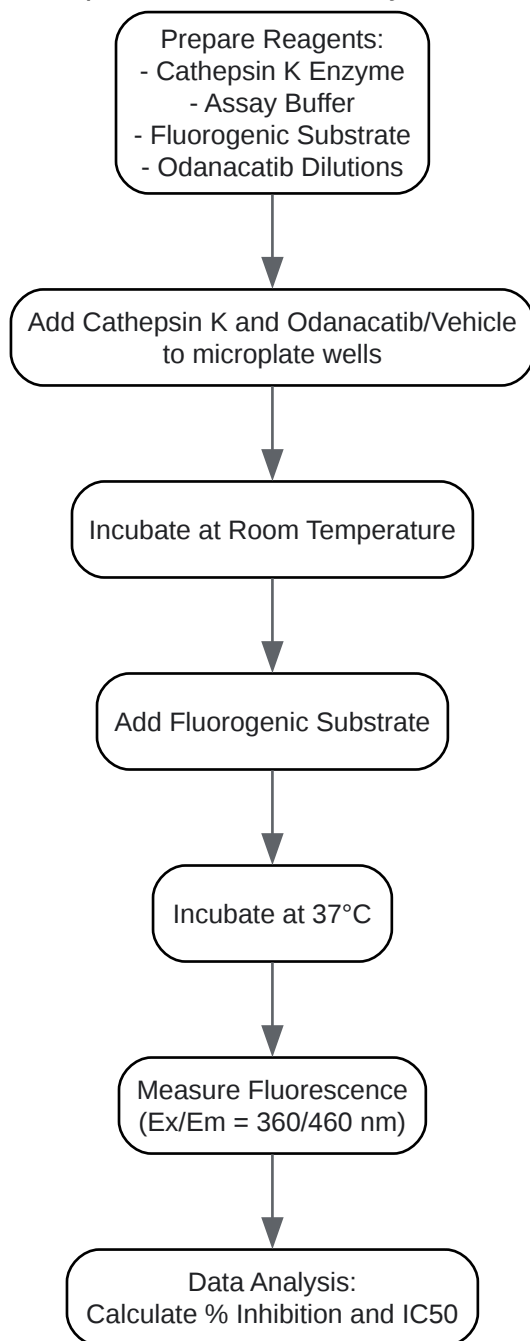 Prepare Reagents:
- Cathepsin K Enzyme
- Assay Buffer
- Fluorogenic Substrate
- Odanacatib Dilutions
Add Cathepsin K and Odanacatib/Vehicle
to microplate wells
Incubate at Room Temperature
Add Fluorogenic Substrate
Incubate at 37°C
Measure Fluorescence
(Ex/Em = 360/460 nm)
Data Analysis:
Calculate % Inhibition and IC50